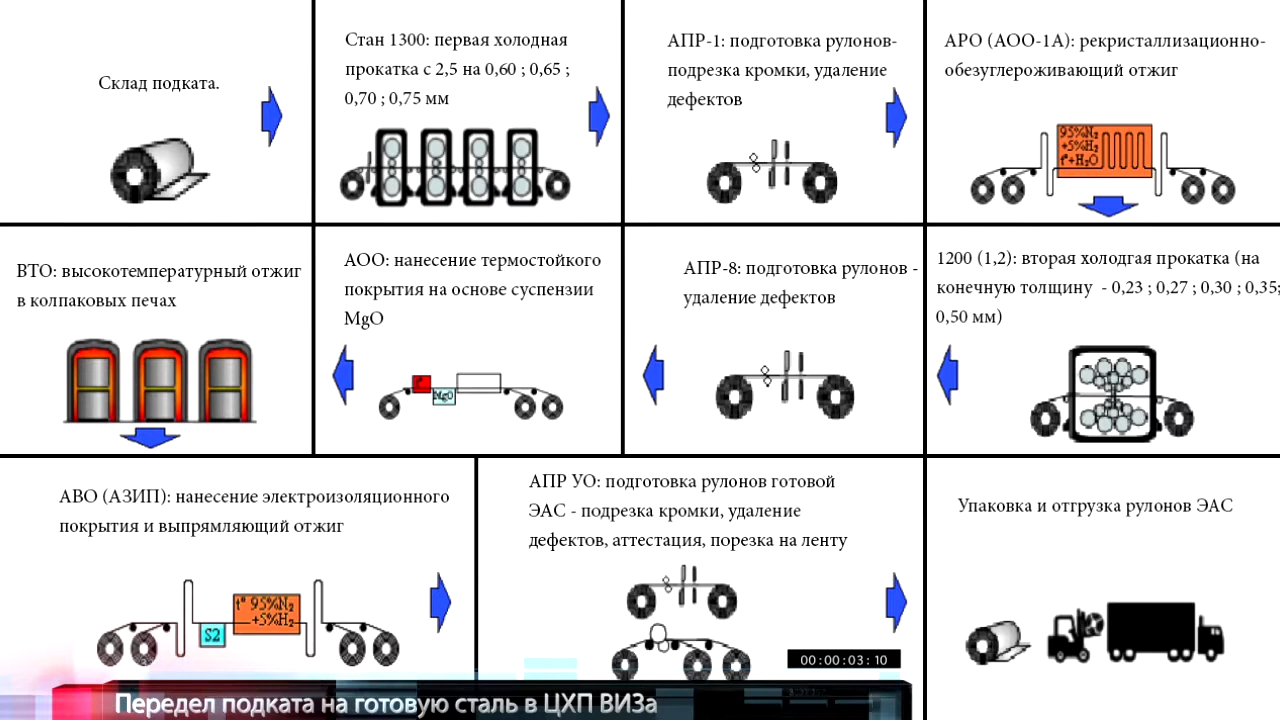 Склад подката.
Стан 1300: первая холодная
прокатка с 2,5 на 0,60 ; 0,65 ;
0,70 ; 0,75 мм
АПР-1: подготовка рулонов-
подрезка кромки, удаление
дефектов
АРО (АОО-1А): рекристаллизационно-
обезуглероживающий отжиг
95%N₂
+5%H₂
t°+H₂O
ВТО: высокотемпературный отжиг
в колпаковых печах
АОО: нанесение термостойкого
покрытия на основе суспензии
MgO
t°
MgO
АПР-8: подготовка рулонов -
удаление дефектов
1200 (1,2): вторая холодгая прокатка (на
конечную толщину - 0,23 ; 0,27 ; 0,30 ; 0,35;
0,50 мм)
АВО (АЗИП): нанесение электроизоляционного
покрытия и выпрямляющий отжиг
S2
t° 95%N₂
+5%H₂
АПР УО: подготовка рулонов готовой
ЭАС - подрезка кромки, удаление
дефектов, аттестация, порезка на ленту
Упаковка и отгрузка рулонов ЭАС
00:00:03:10
Передел подката на готовую сталь в ЦХП ВИЗа